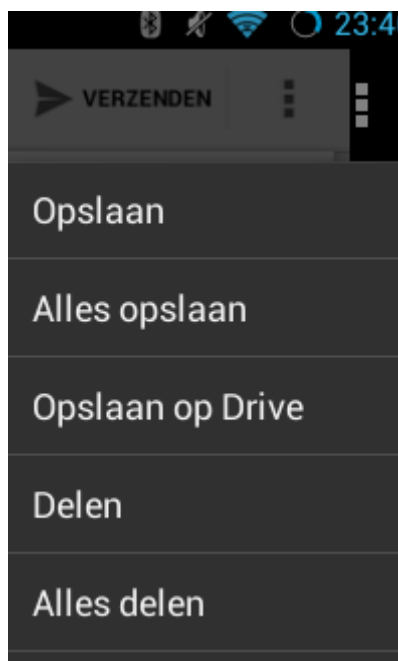 23:4
VERZENDEN
Opslaan
Alles opslaan
Opslaan op Drive
Delen
Alles delen